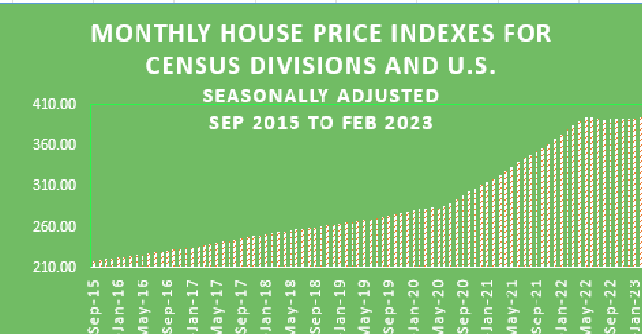 MONTHLY HOUSE PRICE INDEXES FOR
CENSUS DIVISIONS AND U.S.
SEASONALLY ADJUSTED
SEP 2015 TO FEB 2023
410.00
360.00
310.00
260.00
210.00
Sep-15
Jan-16
May-16
Sep-16
Jan-17
May-17
Sep-17
Jan-18
May-18
Sep-18
Jan-19
May-19
Sep-19
Jan-20
May-20
Sep-20
Jan-21
May-21
Sep-21
Jan-22
May-22
Sep-22
Jan-23